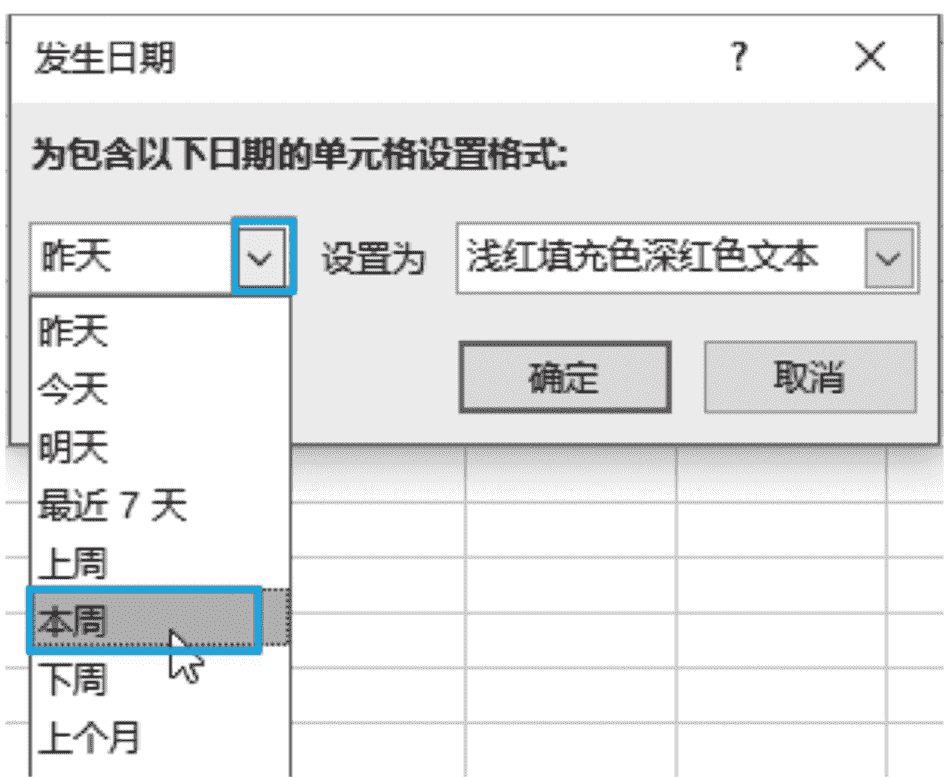 发生日期
为包含以下日期的单元格设置格式:
昨天 设置为 浅红填充色深红色文本
确定 取消
昨天
今天
明天
最近 7 天
上周
本周
下周
上个月